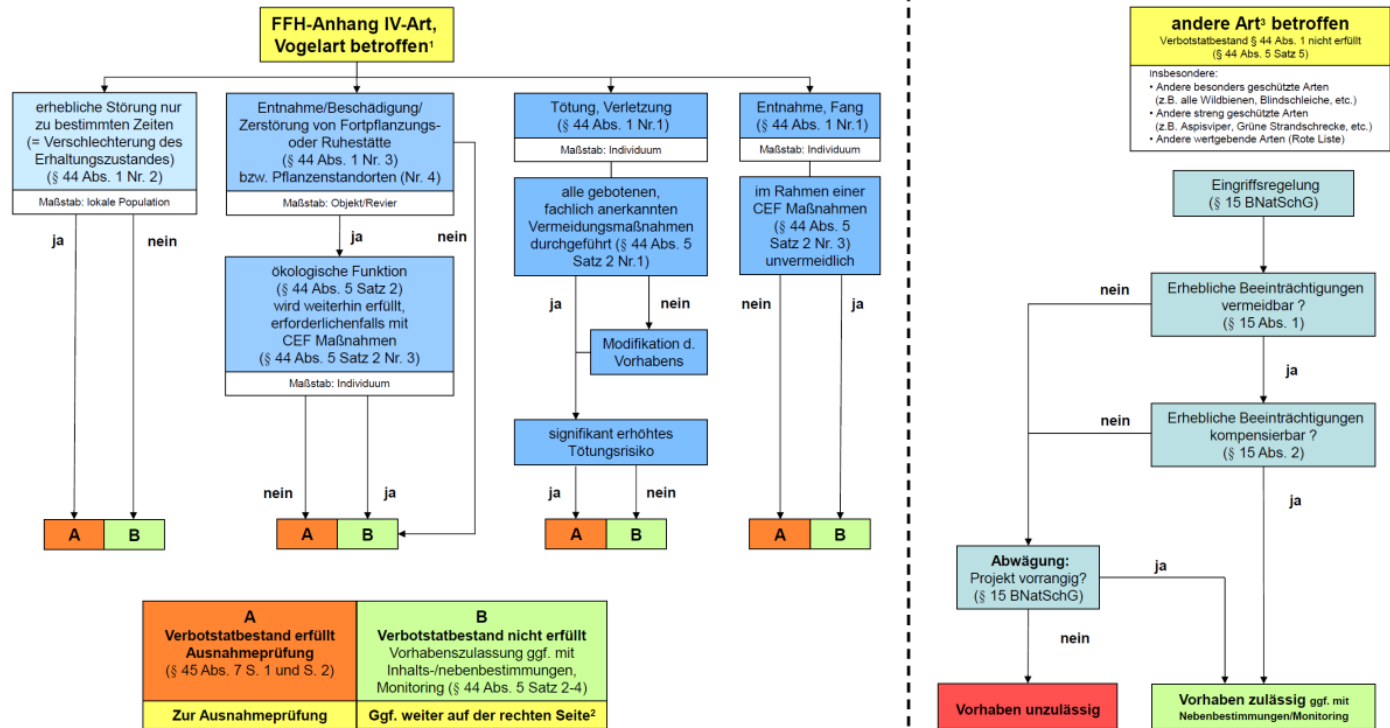 FFH-Anhang IV-Art,
Vogelart betroffen¹
erhebliche Störung nur
zu bestimmten Zeiten
(= Verschlechterung des
Erhaltungszustandes)
(§ 44 Abs. 1 Nr. 2)
Maßstab: lokale Population
ja
nein
A
B
Entnahme/Beschädigung/
Zerstörung von Fortpflanzungs-
oder Ruhestätte
(§ 44 Abs. 1 Nr. 3)
bzw. Pflanzenstandorten (Nr. 4)
Maßstab: Objekt/Revier
ja
nein
ökologische Funktion
(§ 44 Abs. 5 Satz 2)
wird weiterhin erfüllt,
erforderlichenfalls mit
CEF Maßnahmen
(§ 44 Abs. 5 Satz 2 Nr. 3)
Maßstab: Individuum
nein
ja
A
B
Tötung, Verletzung
(§ 44 Abs. 1 Nr.1)
Maßstab: Individuum
alle gebotenen,
fachlich anerkannten
Vermeidungsmaßnahmen
durchgeführt (§ 44 Abs. 5
Satz 2 Nr.1)
ja
nein
Modifikation d.
Vorhabens
signifikant erhöhtes
Tötungsrisiko
ja
nein
A
B
Entnahme, Fang
(§ 44 Abs. 1 Nr.1)
Maßstab: Individuum
im Rahmen einer
CEF Maßnahmen
(§ 44 Abs. 5
Satz 2 Nr. 3)
unvermeidlich
nein
ja
A
B
A
Verbotstatbestand erfüllt
Ausnahmeprüfung
(§ 45 Abs. 7 S. 1 und S. 2)
Zur Ausnahmeprüfung
B
Verbotstatbestand nicht erfüllt
Vorhabenszulassung ggf. mit
Inhalts-/nebenbestimmungen,
Monitoring (§ 44 Abs. 5 Satz 2-4)
Ggf. weiter auf der rechten Seite²
andere Art³ betroffen
Verbotstatbestand § 44 Abs. 1 nicht erfüllt
(§ 44 Abs. 5 Satz 5)
Insbesondere:
• Andere besonders geschützte Arten
(z.B. alle Wildbienen, Blindschleiche, etc.)
• Andere streng geschützte Arten
(z.B. Aspisviper, Grüne Strandschrecke, etc.)
• Andere wertgebende Arten (Rote Liste)
Eingriffsregelung
(§ 15 BNatSchG)
nein
Erhebliche Beeinträchtigungen
vermeidbar ?
(§ 15 Abs. 1)
ja
nein
Erhebliche Beeinträchtigungen
kompensierbar ?
(§ 15 Abs. 2)
ja
Abwägung:
Projekt vorrangig?
(§ 15 BNatSchG)
ja
nein
Vorhaben unzulässig
Vorhaben zulässig ggf. mit
Nebenbestimmungen/Monitoring